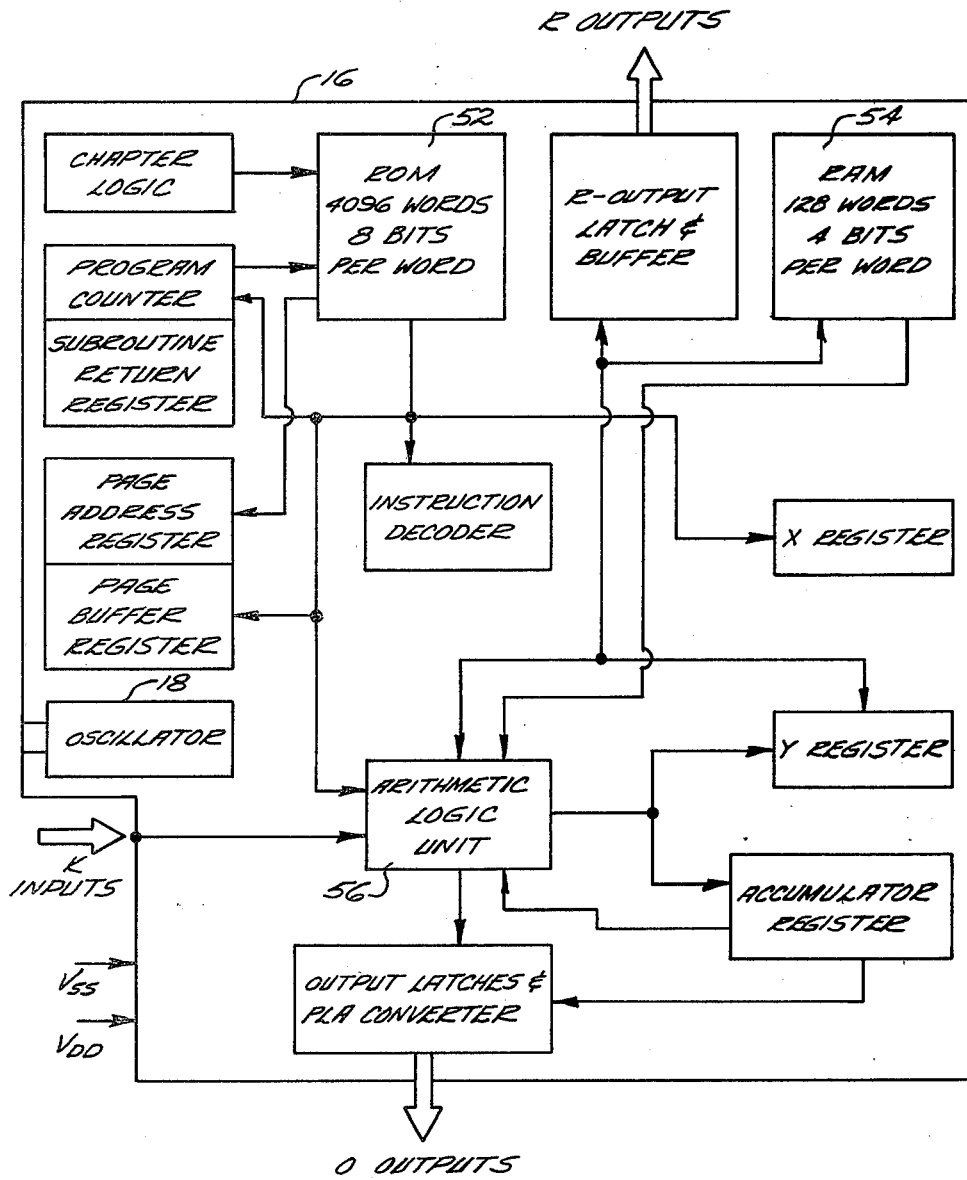 R OUTPUTS
16
CHAPTER
LOGIC
52
ROM
4096 WORDS
8 BITS
PER WORD
R-OUTPUT
LATCH &
BUFFER
54
RAM
128 WORDS
4 BITS
PER WORD
PROGRAM
COUNTER
SUBROUTINE
RETURN
REGISTER
PAGE
ADDRESS
REGISTER
PAGE
BUFFER
REGISTER
INSTRUCTION
DECODER
X REGISTER
18
OSCILLATOR
Y REGISTER
ARITHMETIC
LOGIC
UNIT
56
K
INPUTS
ACCUMULATOR
REGISTER
VSS
VDD
OUTPUT LATCHES &
PLA CONVERTER
O OUTPUTS